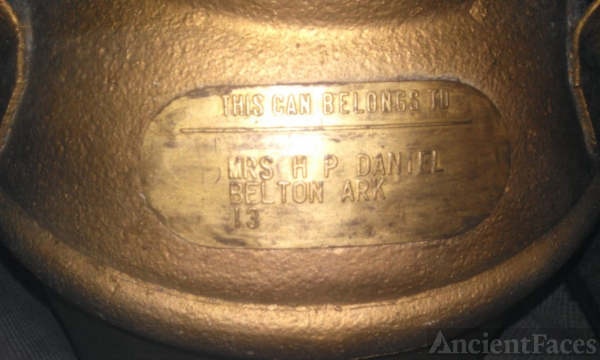 THIS CAN BELONGS TO
MRS H P DANIEL
BELTON ARK
13
AncientFaces